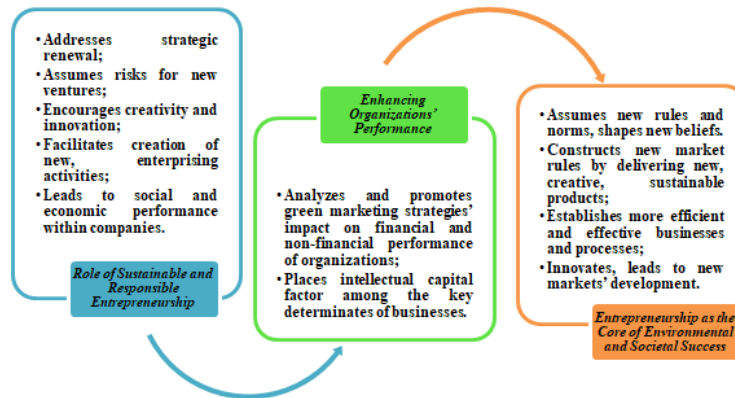 • Addresses strategic
renewal;
• Assumes risks for new
ventures;
• Encourages creativity and
innovation;
• Facilitates creation of
new, enterprising
activities;
• Leads to social and
economic performance
within companies.
Role of Sustainable and
Responsible
Entrepreneurship
Enhancing
Organizations'
Performance
• Analyzes and promotes
green marketing strategies'
impact on financial and
non-financial performance
of organizations;
• Places intellectual capital
factor among the key
determinates of businesses.
• Assumes new rules and
norms, shapes new beliefs.
• Constructs new market
rules by delivering new,
creative, sustainable
products;
• Establishes more efficient
and effective businesses
and processes;
• Innovates, leads to new
markets' development.
Entrepreneurship as the
Core of Environmental
and Societal Success